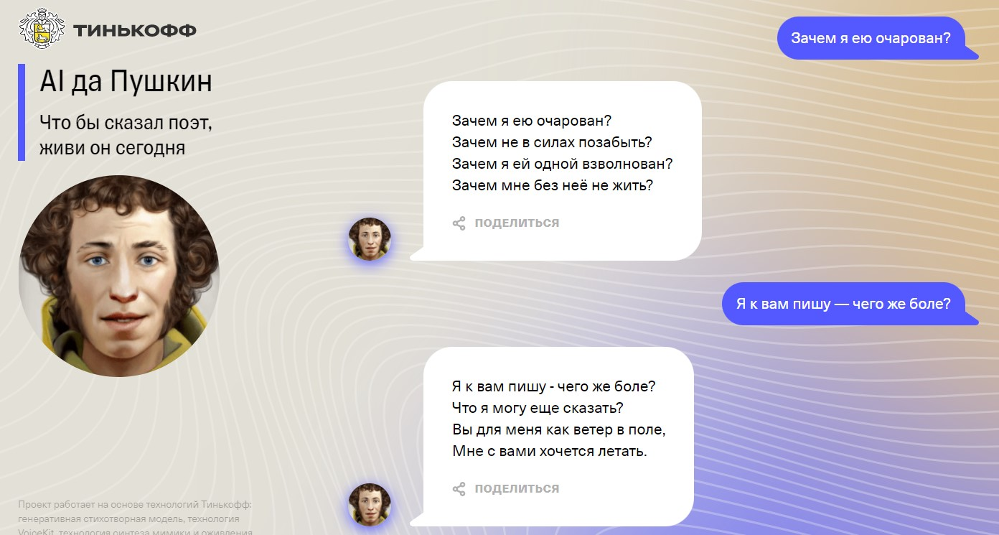 ТИНЬКОФФ
AI да Пушкин
Что бы сказал поэт,
живи он сегодня
Зачем я ею очарован?
Зачем я ею очарован?
Зачем не в силах позабыть?
Зачем я ей одной взволнован?
Зачем мне без неё не жить?
ПОДЕЛИТЬСЯ
Я к вам пишу — чего же боле?
Я к вам пишу - чего же боле?
Что я могу еще сказать?
Вы для меня как ветер в поле,
Мне с вами хочется летать.
ПОДЕЛИТЬСЯ
Проект работает на основе технологий Тинькофф:
генеративная стихотворная модель, технология
VoiceKit, технология синтеза мимики и оживления